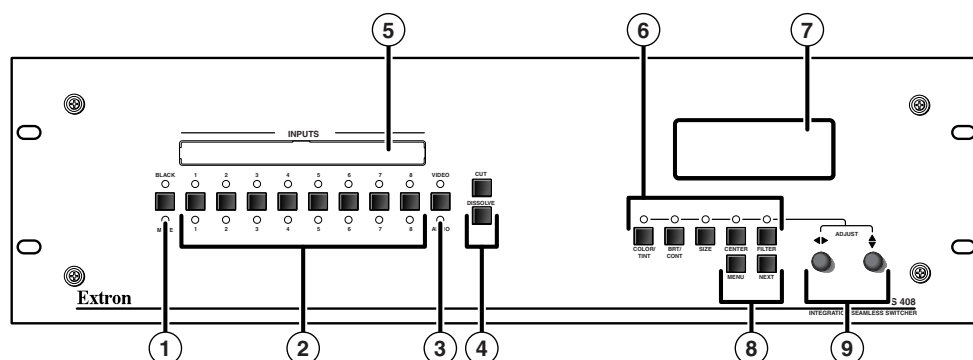 5 6 7
INPUTS
BLACK 1 2 3 4 5 6 7 8 VIDEO CUT
DISSOLVE
1 2 3 4 5 6 7 8
COLOR/ BRT/ SIZE CENTER FILTER ADJUST
TINT CONT
MENU NEXT
Extron
408
SEAMLESS SWITCHER
1 2 3 4 8 9